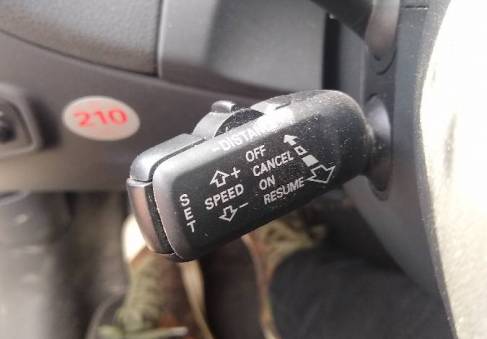 210
-DISTANCE
OFF
CANCEL
ON
RESUME
+
SPEED
-
SET